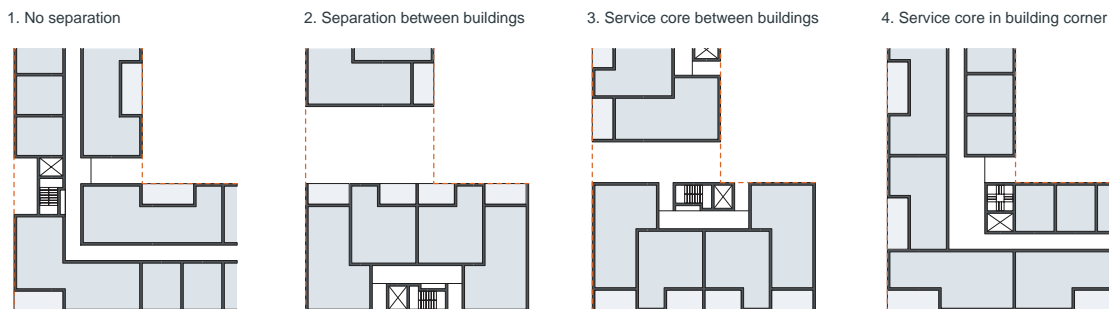 1. No separation
2. Separation between buildings
3. Service core between buildings
4. Service core in building corner